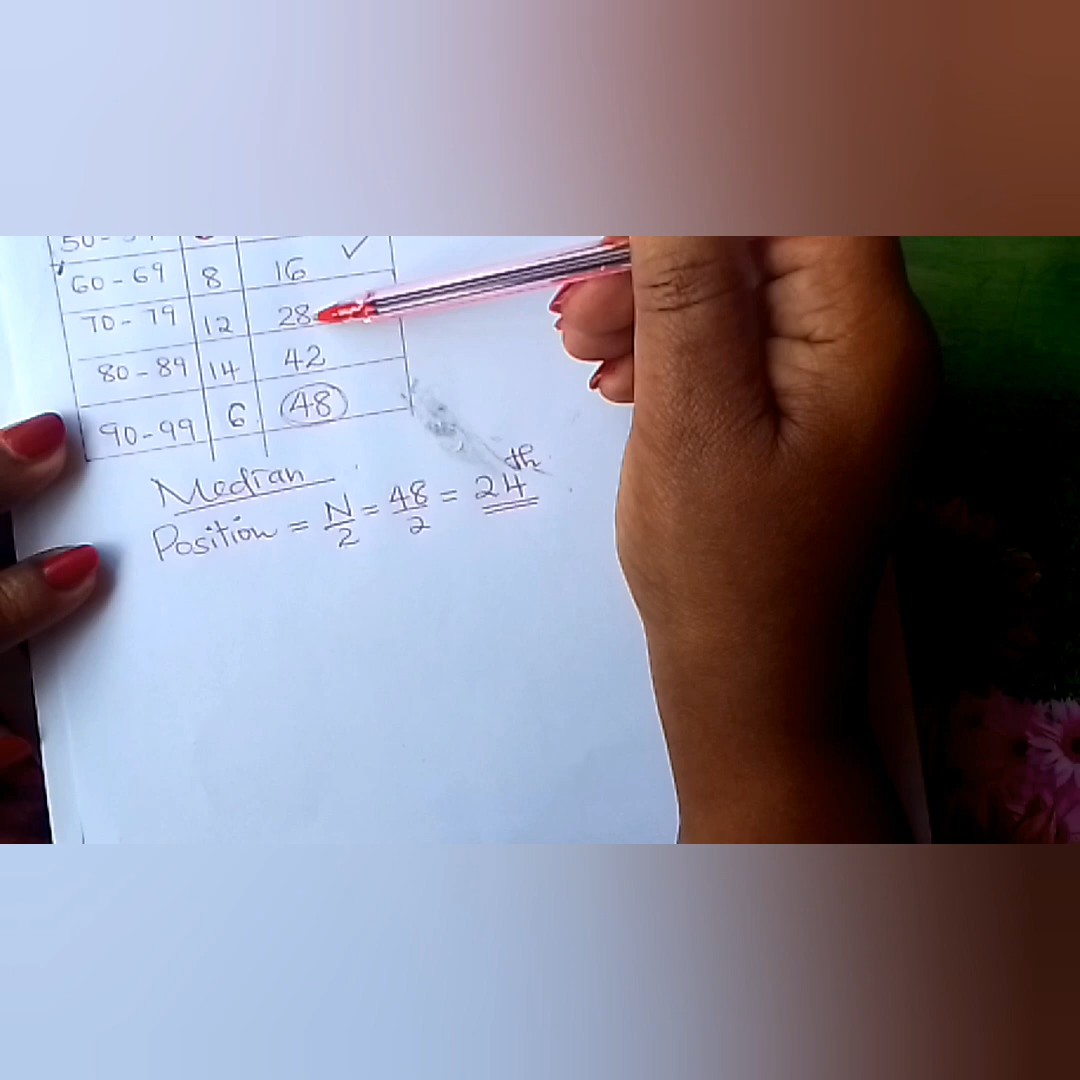 60-69 8 16 ✓
70-79 12 28
80-89 14 42
90-99 6 48
Median
Position = N/2 = 48/2 = 24th